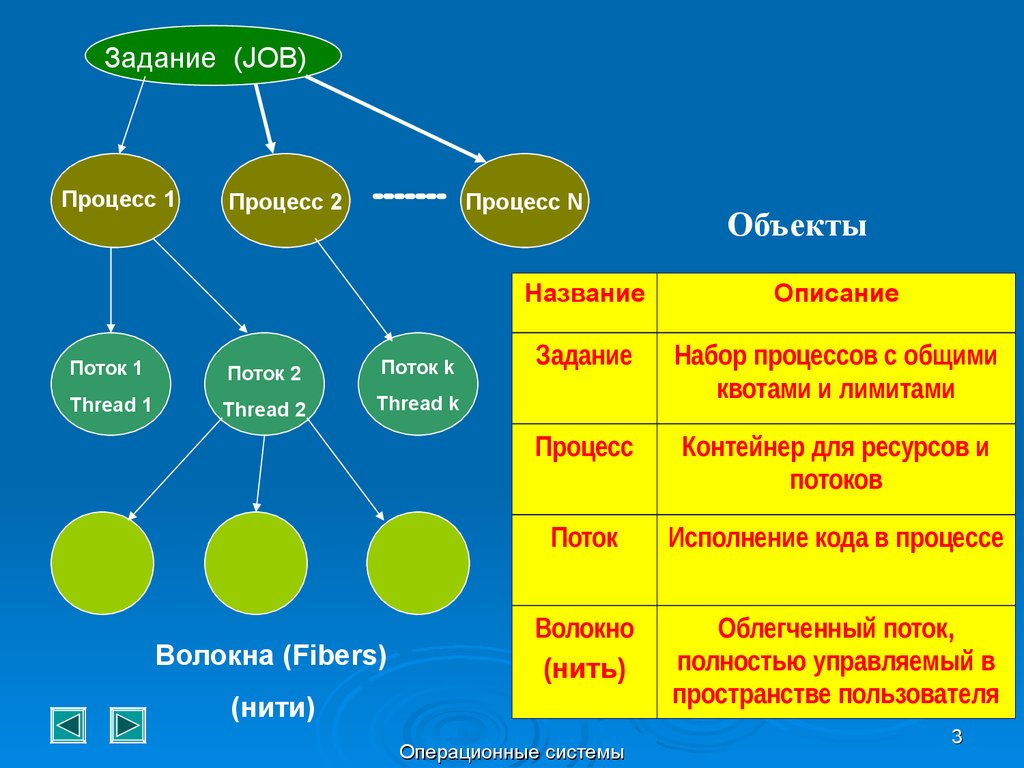 Задание (JOB)
Процесс 1
Процесс 2
-------
Процесс N
Объекты
Поток 1
Thread 1
Поток 2
Thread 2
Поток k
Thread k
Волокна (Fibers)
(нити)
Название Описание
Задание Набор процессов с общими
квотами и лимитами
Процесс Контейнер для ресурсов и
потоков
Поток Исполнение кода в процессе
Волокно Облегченный поток,
(нить) полностью управляемый в
пространстве пользователя
Операционные системы
3